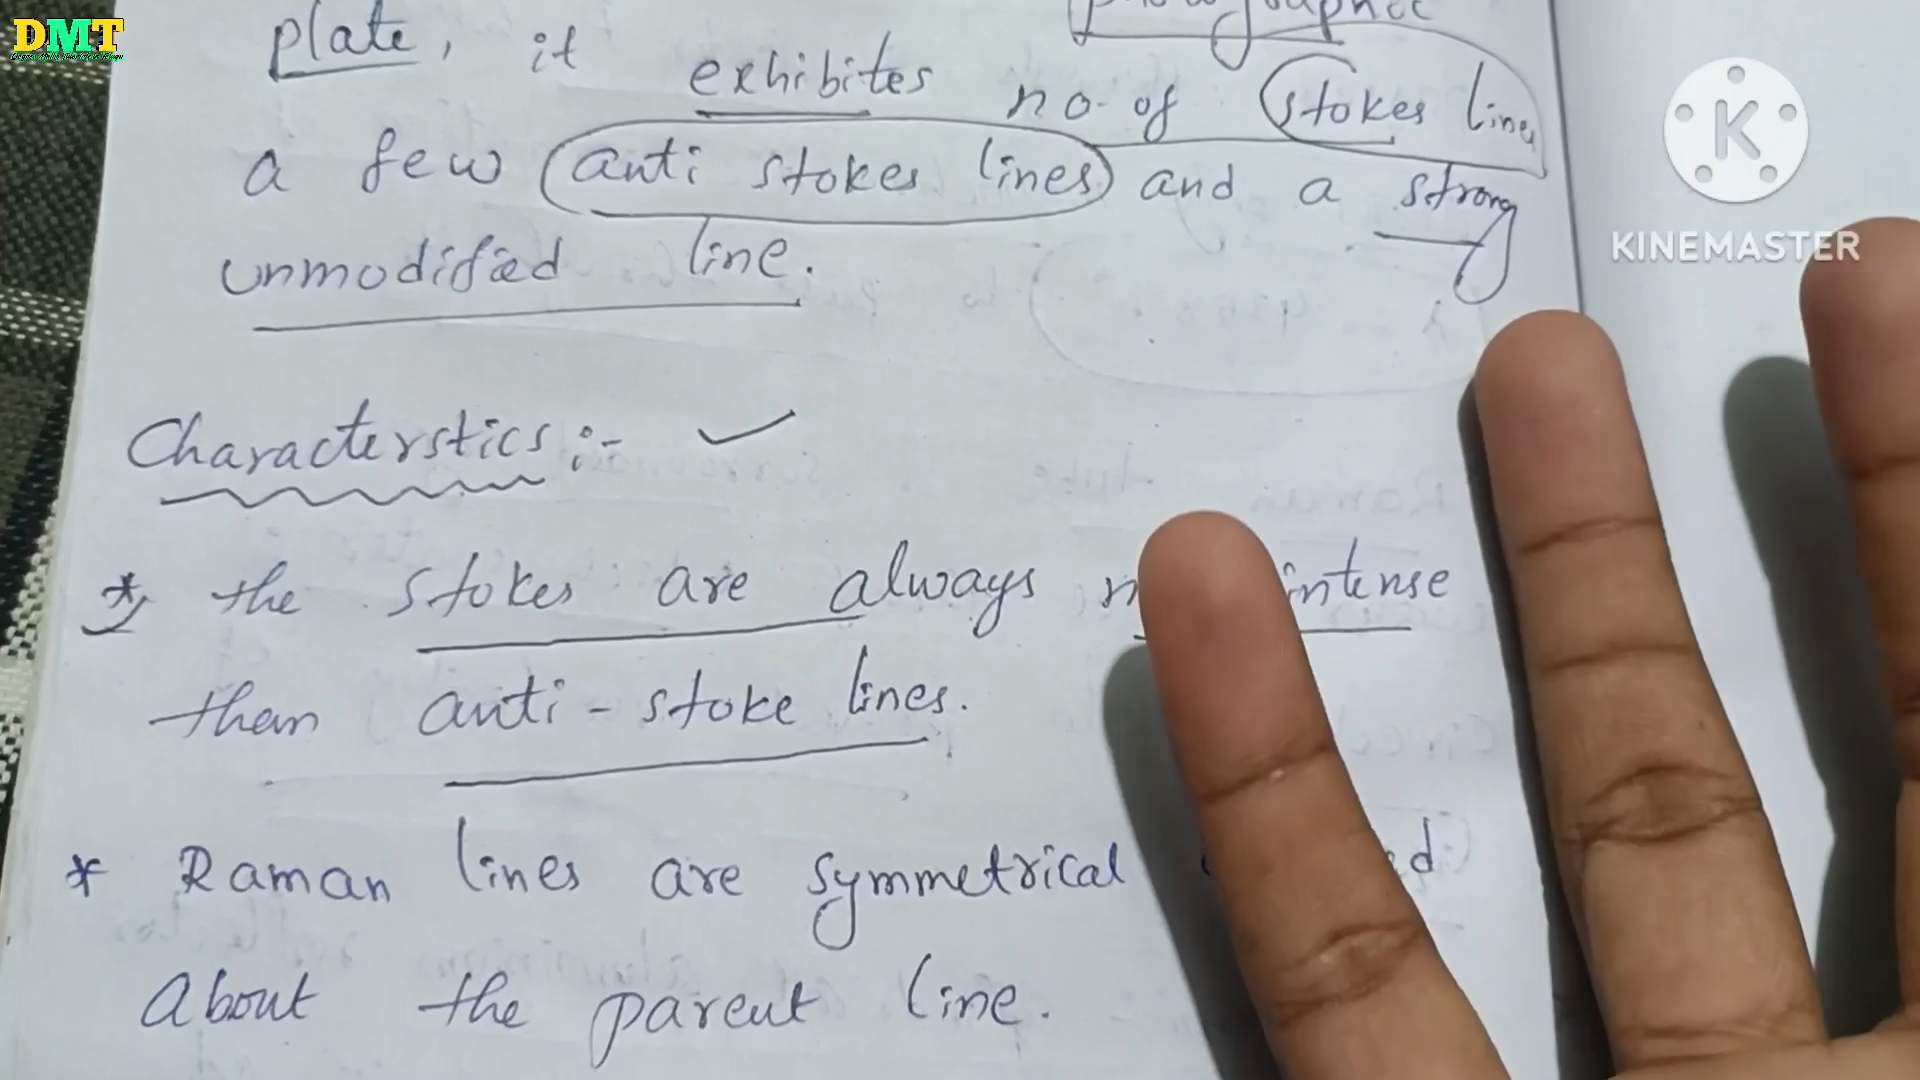 DMT
plate, it exhibites no. of stokes lines
a few anti stokes lines and a strong
unmodified line.
KINEMASTER
Characterstics :-
* the stokes are always intense
than anti-stoke lines.
* Raman lines are symmetrical
About the parent line.